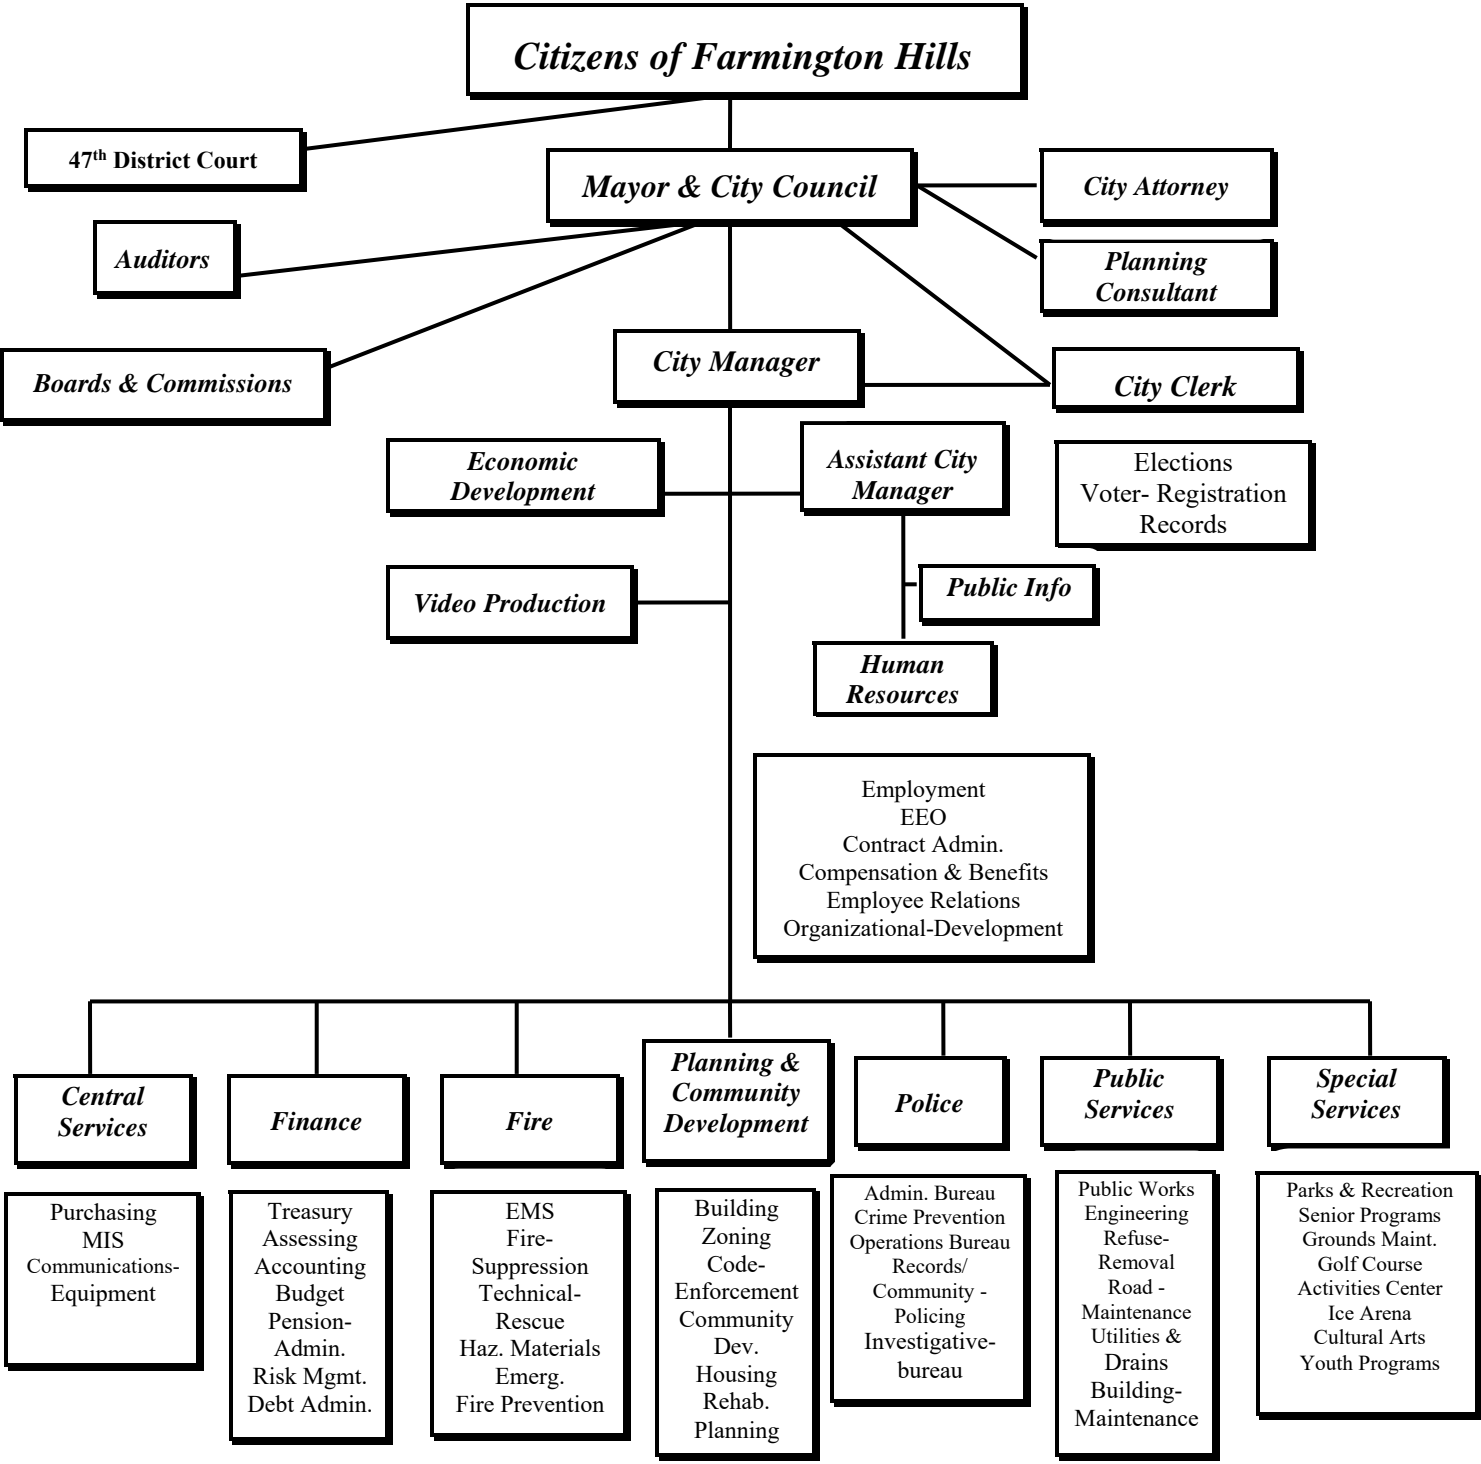 Citizens of Farmington Hills
47th District Court
Mayor & City Council
City Attorney
Auditors
Planning
Consultant
City Manager
Boards & Commissions
City Clerk
Economic
Development
Assistant City
Manager
Elections
Voter- Registration
Records
Video Production
Public Info
Human
Resources
Employment
EEO
Contract Admin.
Compensation & Benefits
Employee Relations
Organizational-Development
Central
Services
Finance
Fire
Planning &
Community
Development
Police
Public
Services
Special
Services
Purchasing
MIS
Communications-
Equipment
Treasury
Assessing
Accounting
Budget
Pension-
Admin.
Risk Mgmt.
Debt Admin.
EMS
Fire-
Suppression
Technical-
Rescue
Haz. Materials
Emerg.
Fire Prevention
Building
Zoning
Code-
Enforcement
Community
Dev.
Housing
Rehab.
Planning
Admin. Bureau
Crime Prevention
Operations Bureau
Records/
Community -
Policing
Investigative-
bureau
Public Works
Engineering
Refuse-
Removal
Road -
Maintenance
Utilities &
Drains
Building-
Maintenance
Parks & Recreation
Senior Programs
Grounds Maint.
Golf Course
Activities Center
Ice Arena
Cultural Arts
Youth Programs